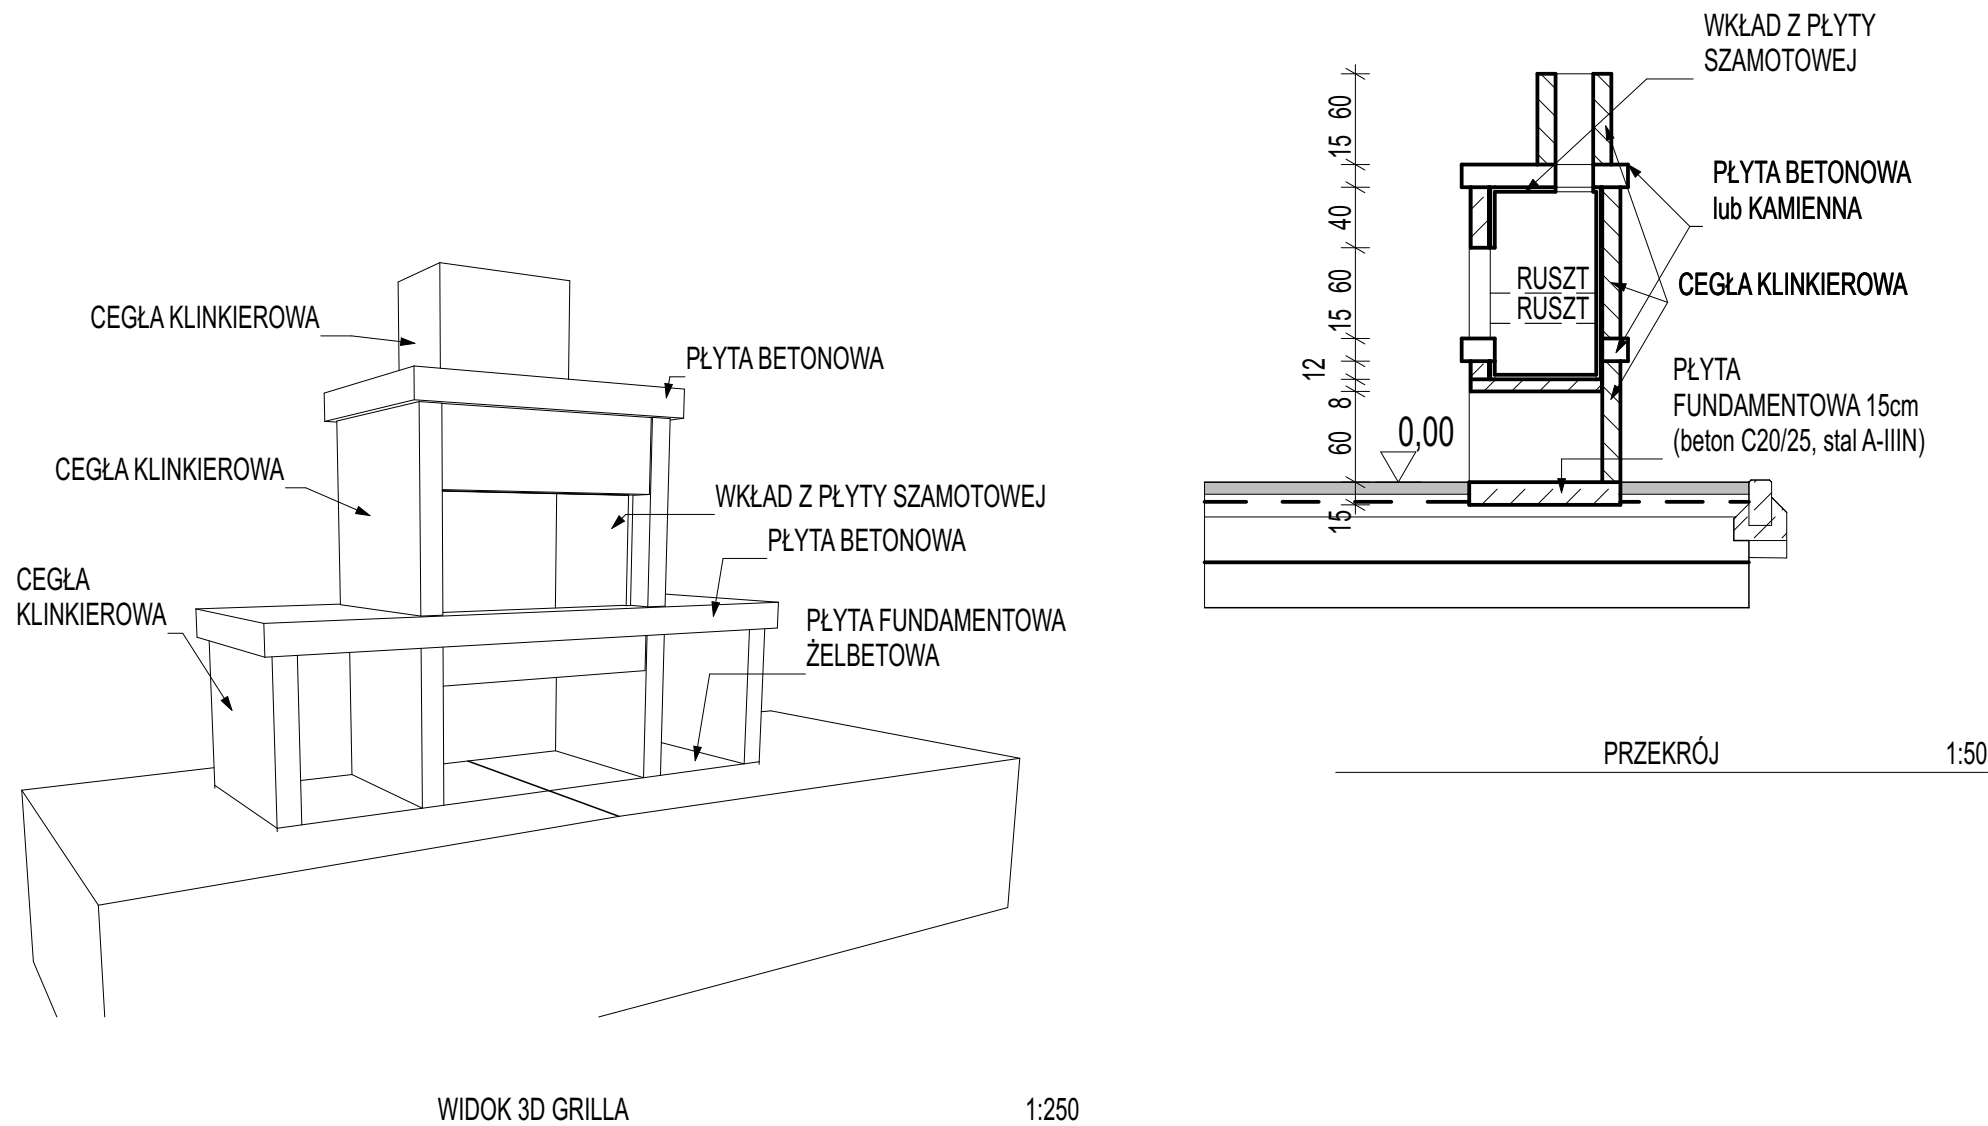 CEGŁA KLINKIEROWA
PŁYTA BETONOWA
CEGŁA KLINKIEROWA
WKŁAD Z PŁYTY SZAMOTOWEJ
PŁYTA BETONOWA
CEGŁA
KLINKIEROWA
PŁYTA FUNDAMENTOWA
ŻELBETOWA
WIDOK 3D GRILLA
1:250
WKŁAD Z PŁYTY
SZAMOTOWEJ
60
15
40
60
15
12
8
60
15
PŁYTA BETONOWA
lub KAMIENNA
RUSZT
RUSZT
CEGŁA KLINKIEROWA
0,00
PŁYTA
FUNDAMENTOWA 15cm
(beton C20/25, stal A-IIIN)
PRZEKRÓJ
1:50